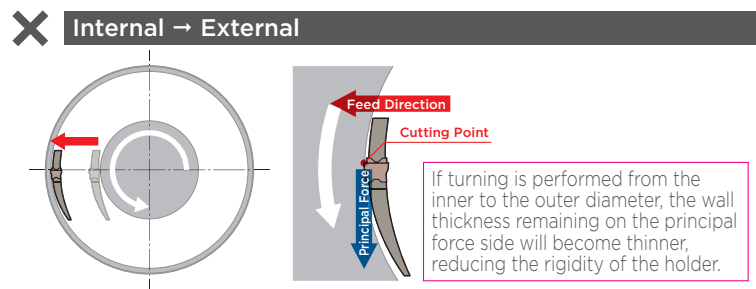 Internal → External
Feed Direction
Cutting Point
Principal Force
If turning is performed from the
inner to the outer diameter, the wall
thickness remaining on the principal
force side will become thinner,
reducing the rigidity of the holder.